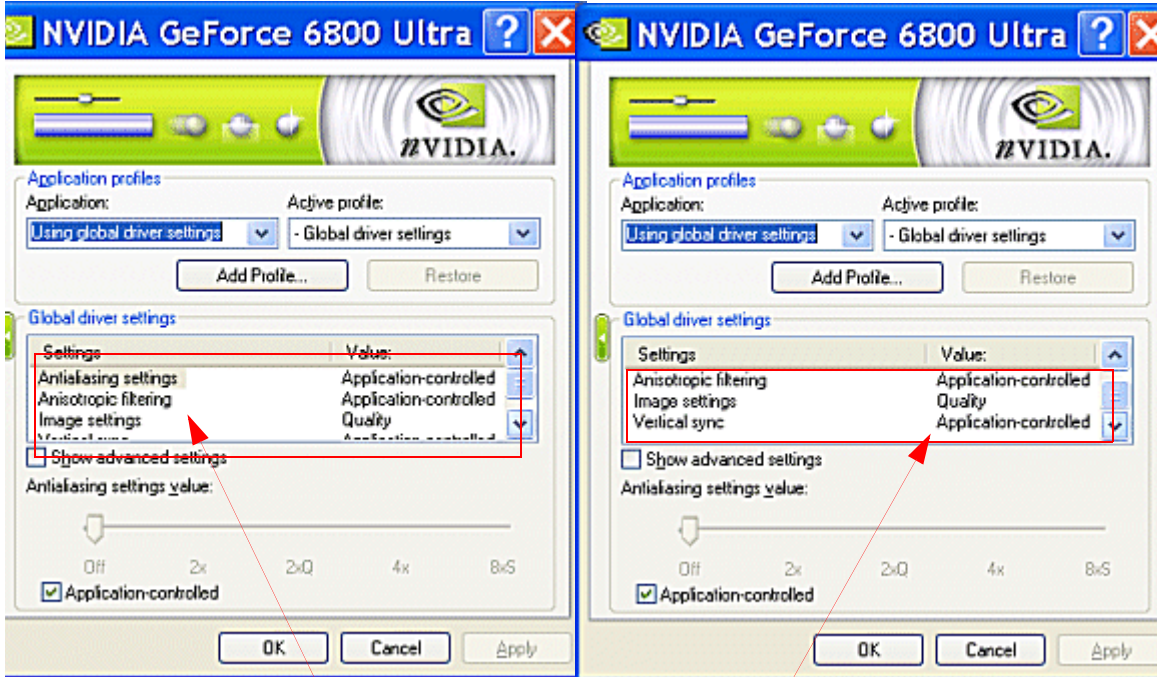 NVIDIA GeForce 6800 Ultra
nVIDIA.
Application profiles
Application: Active profile:
Using global driver settings - Global driver settings
Add Profile... Restore
Global driver settings
Settings Value:
Antialiasing settings Application-controlled
Anisotropic filtering Application-controlled
Image settings Quality
Vertical sync Application-controlled
Show advanced settings
Antialiasing settings value:
Off 2x 2xQ 4x 8xS
Application-controlled
OK Cancel Apply
NVIDIA GeForce 6800 Ultra
nVIDIA.
Application profiles
Application: Active profile:
Using global driver settings - Global driver settings
Add Profile... Restore
Global driver settings
Settings Value:
Anisotropic filtering Application-controlled
Image settings Quality
Vertical sync Application-controlled
Show advanced settings
Antialiasing settings value:
Off 2x 2xQ 4x 8xS
Application-controlled
OK Cancel Apply